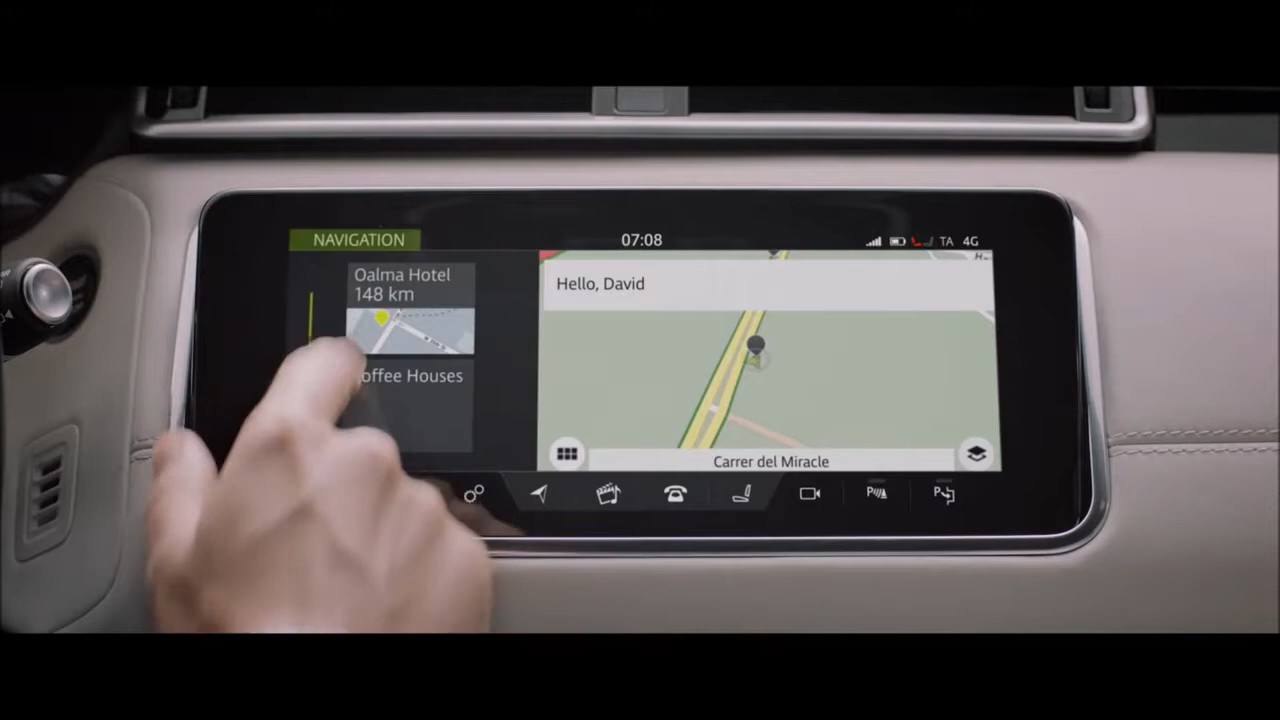 NAVIGATION
07:08
TA 4G
Oalma Hotel
148 km
offee Houses
Hello, David
Carrer del Miracle